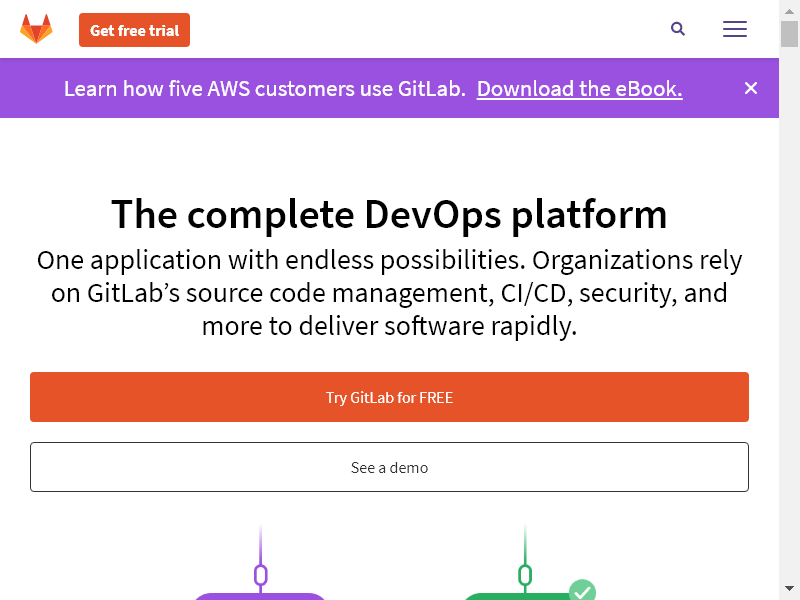 Get free trial
Learn how five AWS customers use GitLab. Download the eBook.
The complete DevOps platform
One application with endless possibilities. Organizations rely
on GitLab’s source code management, CI/CD, security, and
more to deliver software rapidly.
Try GitLab for FREE
See a demo